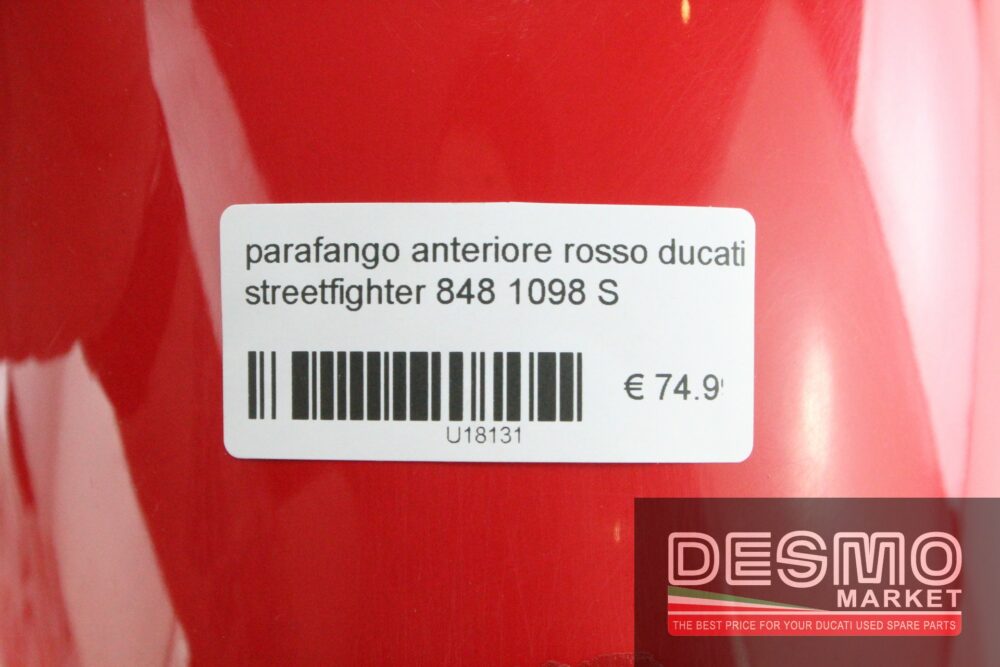 parafango anteriore rosso ducati
streetfighter 848 1098 S
€ 74.9
U18131
DESMO
MARKET
THE BEST PRICE FOR YOUR DUCATI USED SPARE PARTS